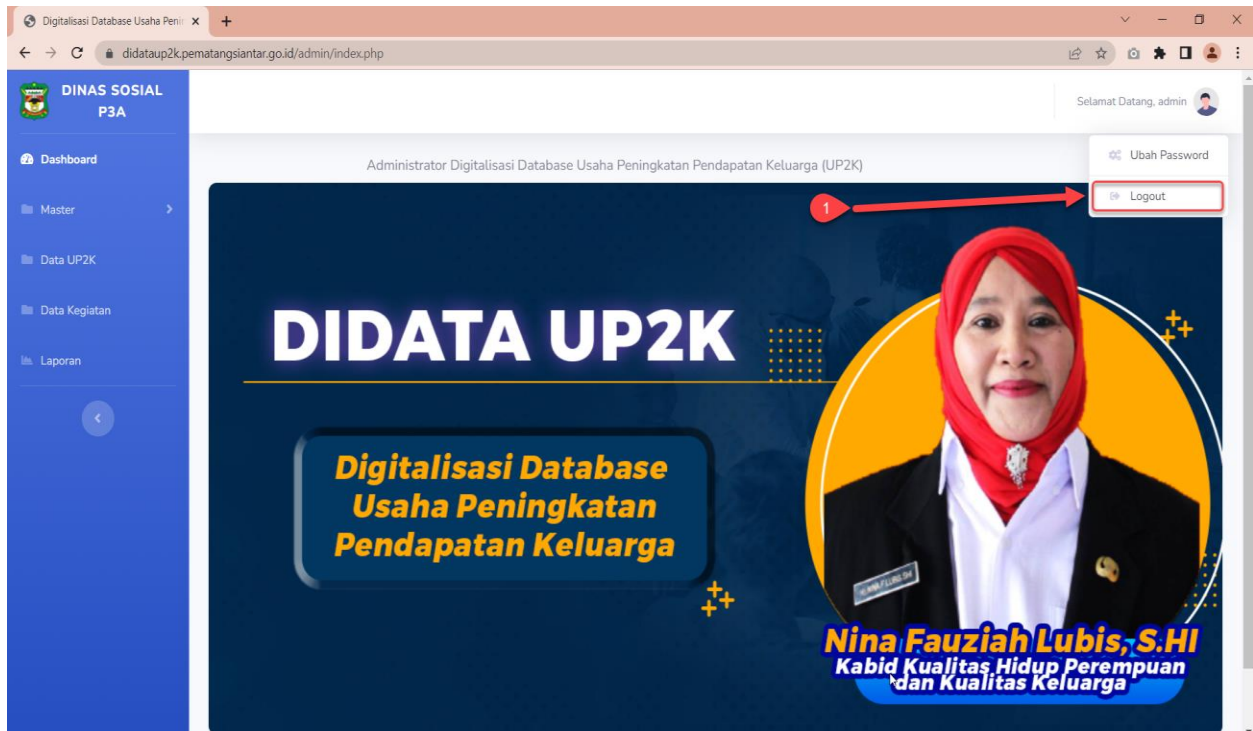 Digitalisasi Database Usaha Penin
didataup2k.pematangsiantar.go.id/admin/index.php
DINAS SOSIAL
P3A
Selamat Datang, admin
Dashboard
Master
Data UP2K
Data Kegiatan
Laporan
Ubah Password
Logout
1
Administrator Digitalisasi Database Usaha Peningkatan Pendapatan Keluarga (UP2K)
DIDATA UP2K
Digitalisasi Database
Usaha Peningkatan
Pendapatan Keluarga
Nina Fauziah Lubis, S.HI
Kabid Kualitas Hidup Perempuan
dan Kualitas Keluarga